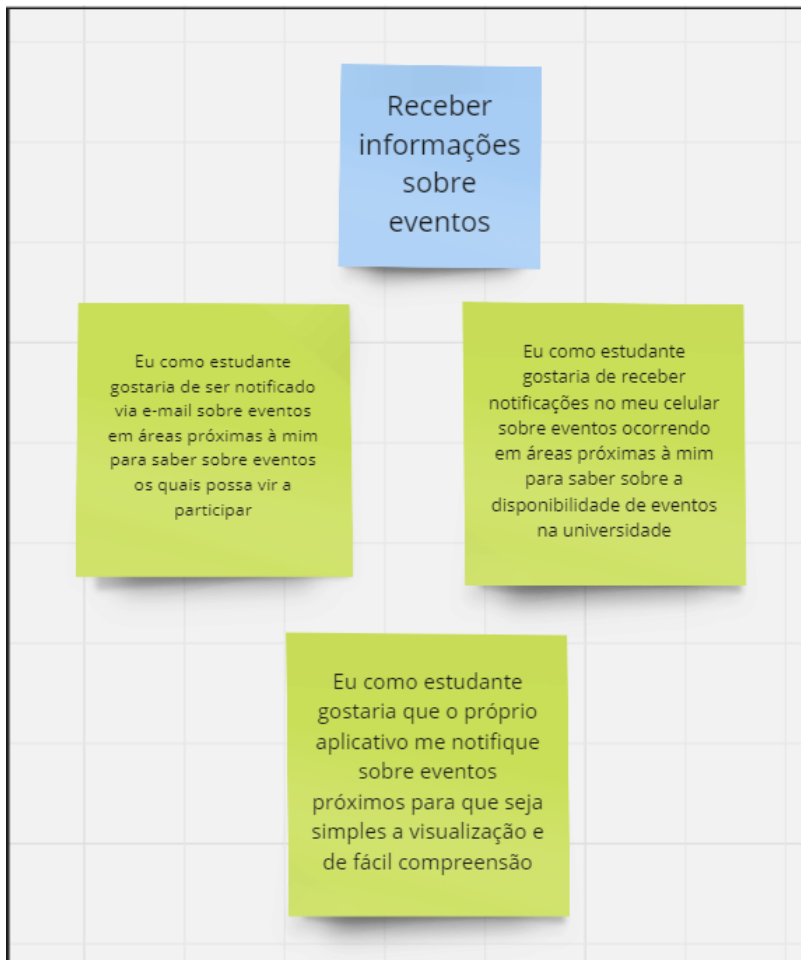 Receber
informações
sobre
eventos
Eu como estudante
gostaria de ser notificado
via e-mail sobre eventos
em áreas próximas à mim
para saber sobre eventos
os quais possa vir a
participar
Eu como estudante
gostaria de receber
notificações no meu celular
sobre eventos ocorrendo
em áreas próximas à mim
para saber sobre a
disponibilidade de eventos
na universidade
Eu como estudante
gostaria que o próprio
aplicativo me notifique
sobre eventos
próximos para que seja
simples a visualização e
de fácil compreensão